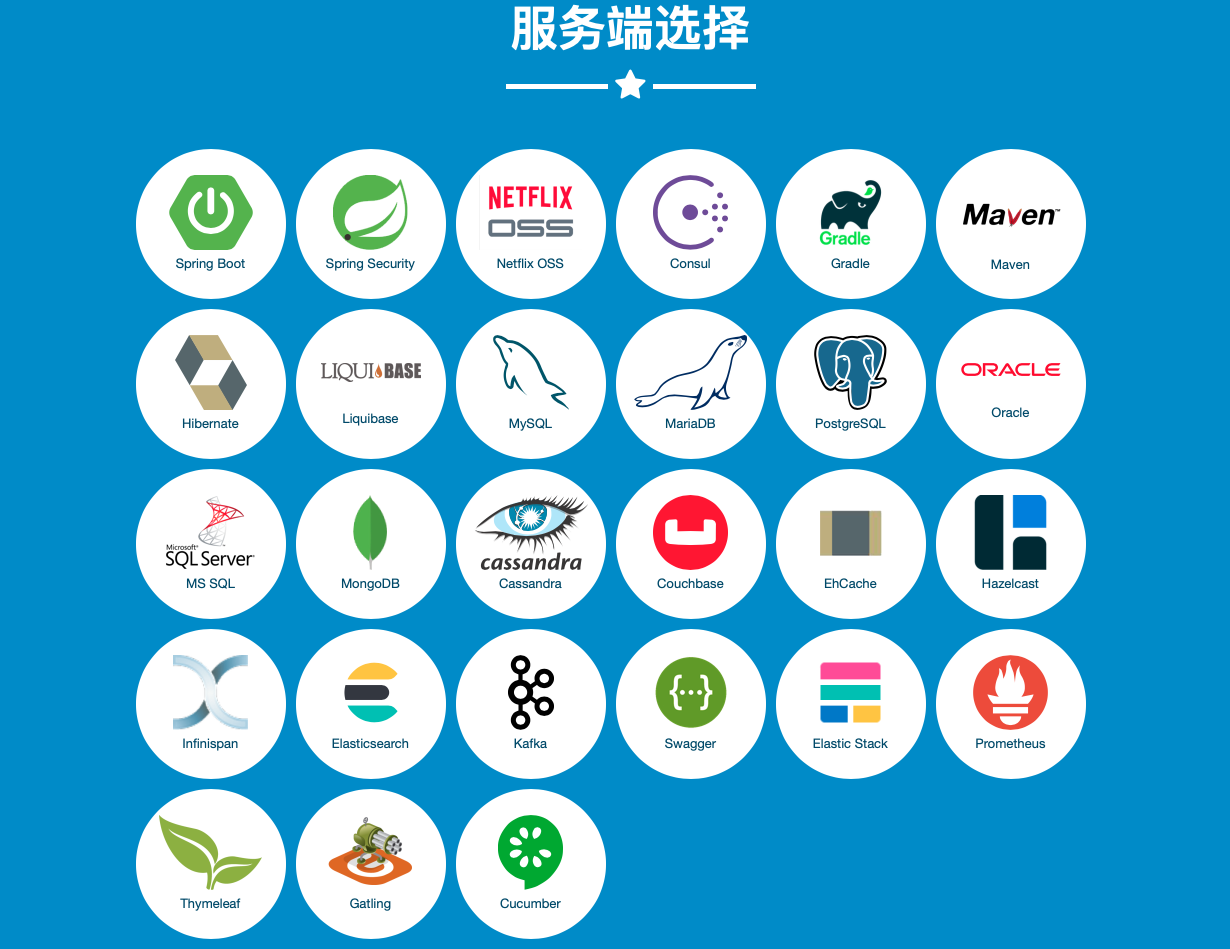 服务端选择
Spring Boot
Spring Security
NETFLIX
OSS
Netflix OSS
Consul
Gradle
Gradle
Maven™
Maven
Hibernate
LIQUIBASE
Liquibase
MySQL
MariaDB
PostgreSQL
ORACLE
Oracle
Microsoft®
SQL Server®
MS SQL
MongoDB
cassandra
Cassandra
Couchbase
EhCache
Hazelcast
Infinispan
Elasticsearch
Kafka
{···}
Swagger
Elastic Stack
Prometheus
Thymeleaf
Gatling
Cucumber